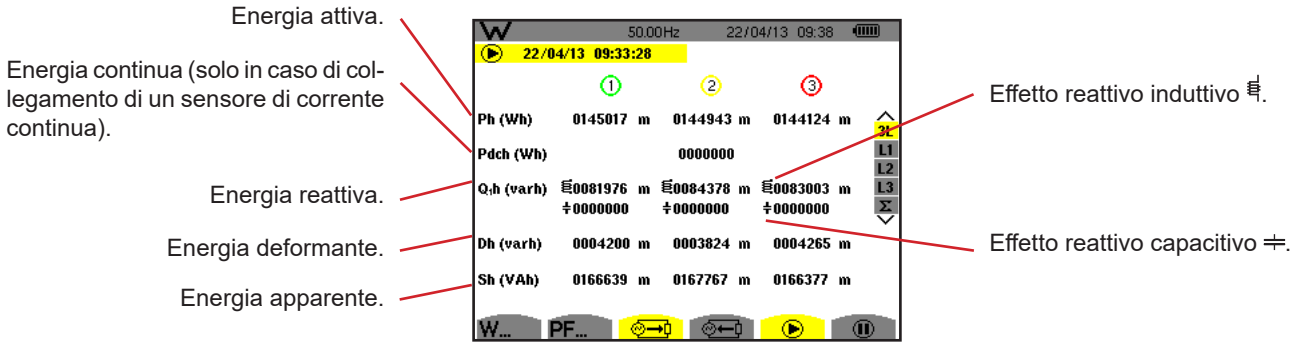 Energia attiva.
Energia continua (solo in caso di col-
legamento di un sensore di corrente
continua).
Energia reattiva.
Energia deformante.
Energia apparente.
W 50.00Hz 22/04/13 09:38
22/04/13 09:33:28
1 2 3
Ph (Wh) 0145017 m 0144943 m 0144124 m
Pdch (Wh) 0000000
Q₁h (varh) 0081976 m 0084378 m 0083003 m
0000000 0000000 0000000
Dh (varh) 0004200 m 0003824 m 0004265 m
Sh (VAh) 0166639 m 0167767 m 0166377 m
3L
L1
L2
L3
Σ
W... PF...
Effetto reattivo induttivo .
Effetto reattivo capacitivo .